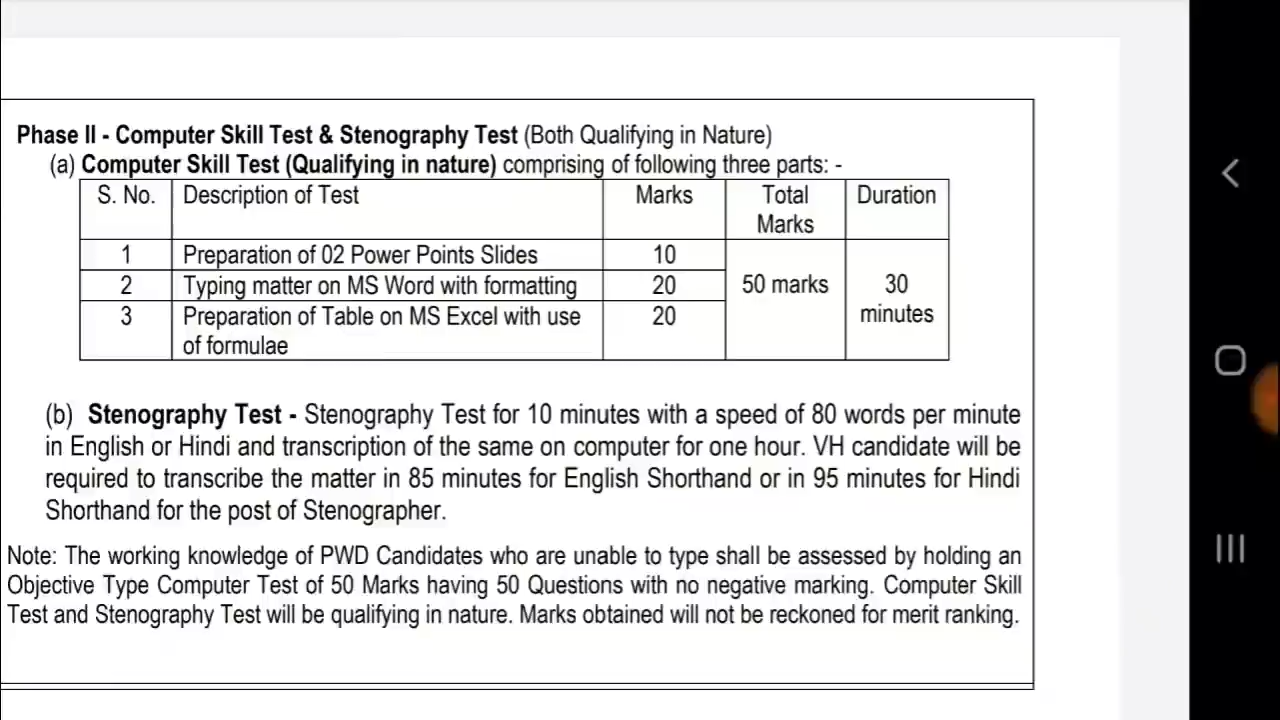 Phase II - Computer Skill Test & Stenography Test (Both Qualifying in Nature)
(a) Computer Skill Test (Qualifying in nature) comprising of following three parts: -
S. No. Description of Test Marks Total Marks Duration
1 Preparation of 02 Power Points Slides 10
2 Typing matter on MS Word with formatting 20 50 marks 30 minutes
3 Preparation of Table on MS Excel with use 20
of formulae
(b) Stenography Test - Stenography Test for 10 minutes with a speed of 80 words per minute
in English or Hindi and transcription of the same on computer for one hour. VH candidate will be
required to transcribe the matter in 85 minutes for English Shorthand or in 95 minutes for Hindi
Shorthand for the post of Stenographer.
Note: The working knowledge of PWD Candidates who are unable to type shall be assessed by holding an
Objective Type Computer Test of 50 Marks having 50 Questions with no negative marking. Computer Skill
Test and Stenography Test will be qualifying in nature. Marks obtained will not be reckoned for merit ranking.